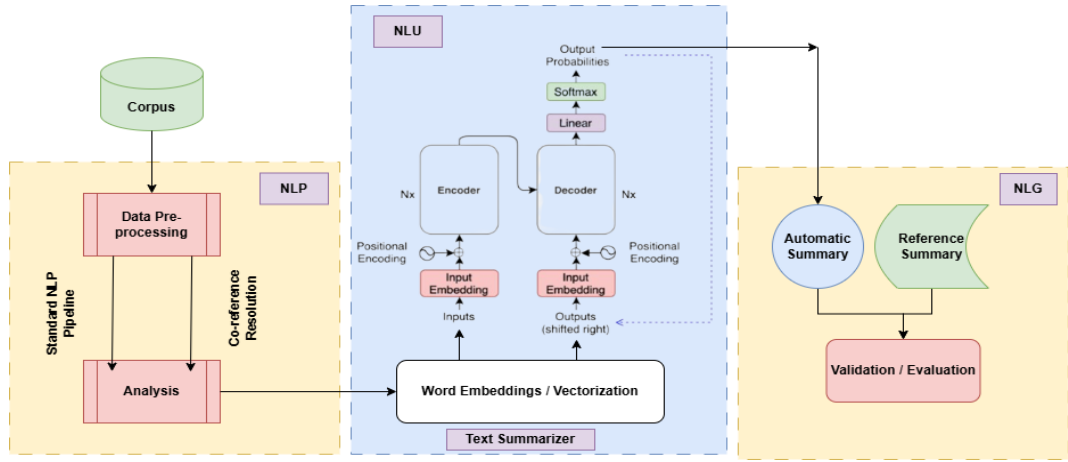 Corpus
NLP
Data Pre-
processing
Standard NLP
Pipeline
Co-reference
Resolution
Analysis
NLU
Output
Probabilities
Softmax
Linear
Encoder
Decoder
Nx
Nx
Positional
Encoding
Positional
Encoding
Input
Embedding
Input
Embedding
Inputs
Outputs
(shifted right)
Word Embeddings / Vectorization
Text Summarizer
NLG
Automatic
Summary
Reference
Summary
Validation / Evaluation